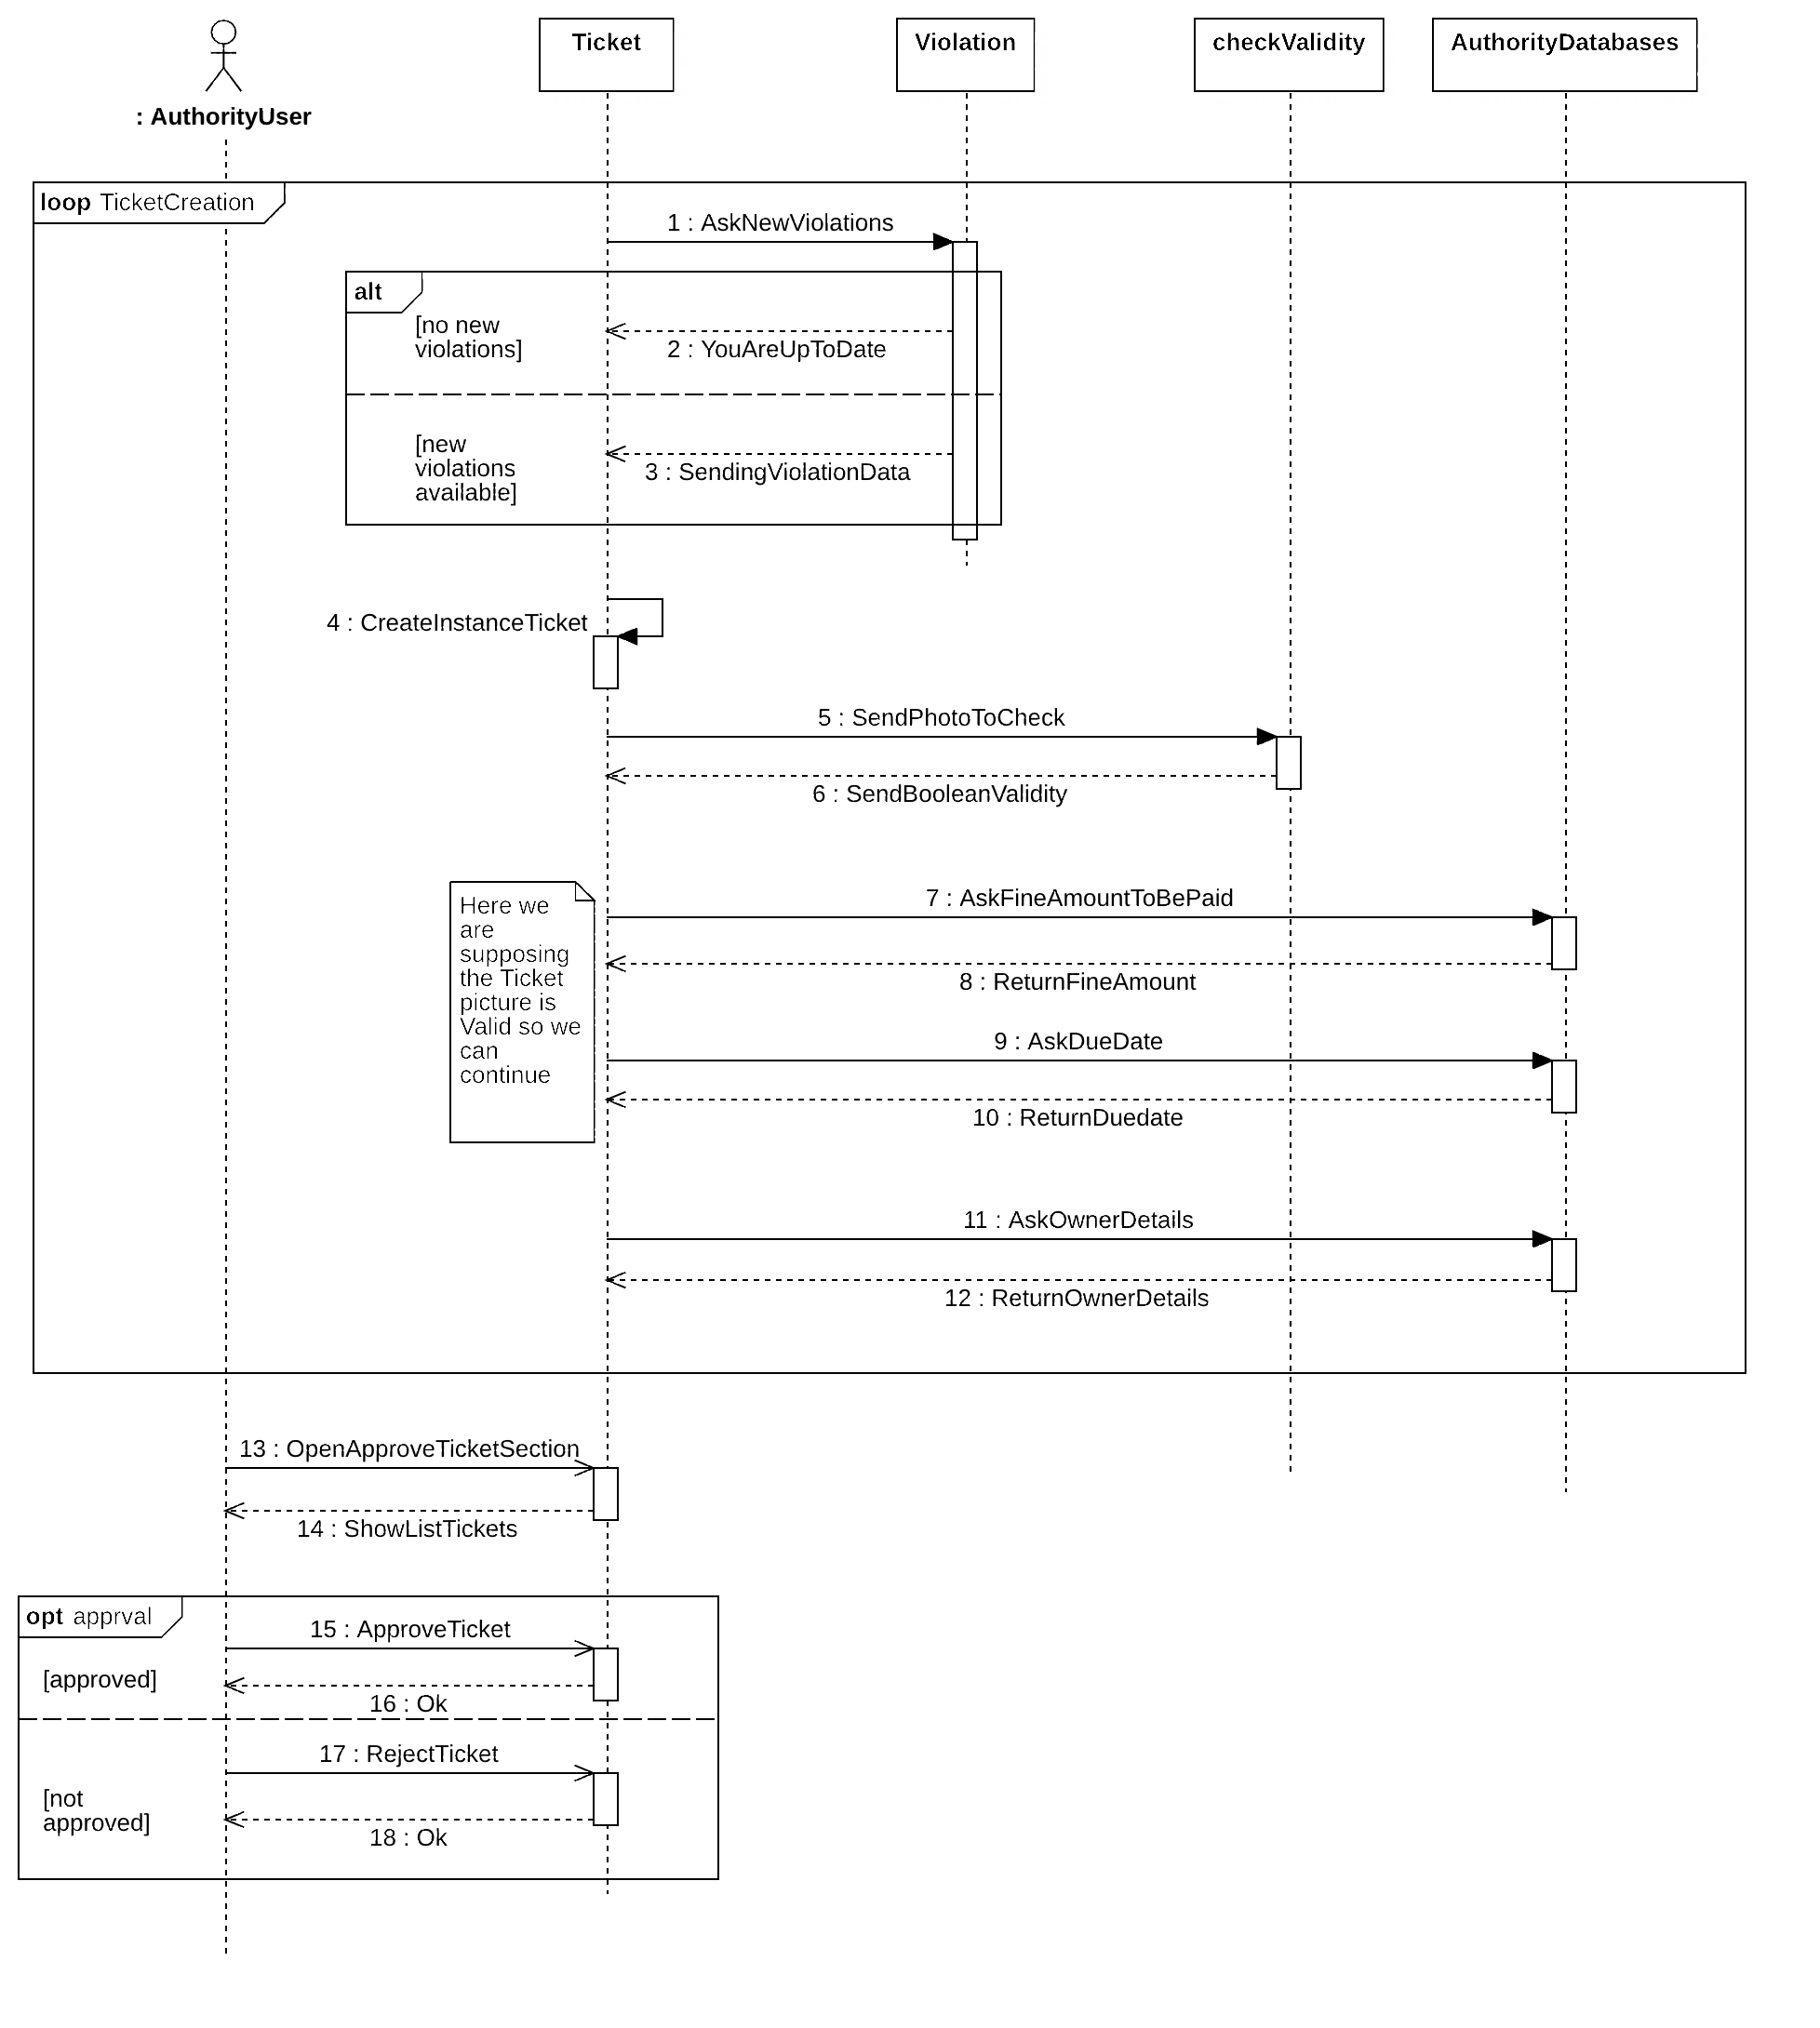 : AuthorityUser
Ticket
Violation
checkValidity
AuthorityDatabases
loop TicketCreation
1 : AskNewViolations
alt
[no new
violations]
2 : YouAreUpToDate
[new
violations
available]
3 : SendingViolationData
4 : CreateInstanceTicket
5 : SendPhotoToCheck
6 : SendBooleanValidity
Here we
are
supposing
the Ticket
picture is
Valid so we
can
continue
7 : AskFineAmountToBePaid
8 : ReturnFineAmount
9 : AskDueDate
10 : ReturnDuedate
11 : AskOwnerDetails
12 : ReturnOwnerDetails
13 : OpenApproveTicketSection
14 : ShowListTickets
opt apprval
15 : ApproveTicket
[approved]
16 : Ok
17 : RejectTicket
[not
approved]
18 : Ok